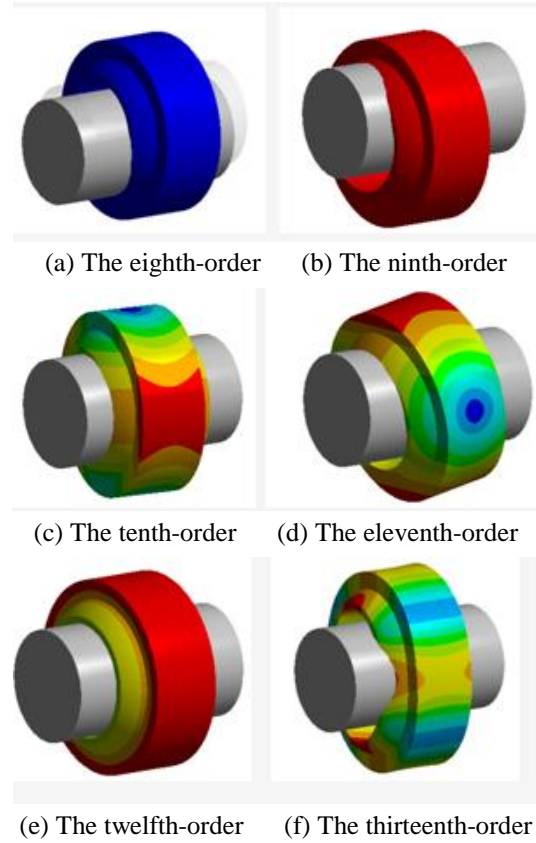 (a) The eighth-order (b) The ninth-order
(c) The tenth-order (d) The eleventh-order
(e) The twelfth-order (f) The thirteenth-order